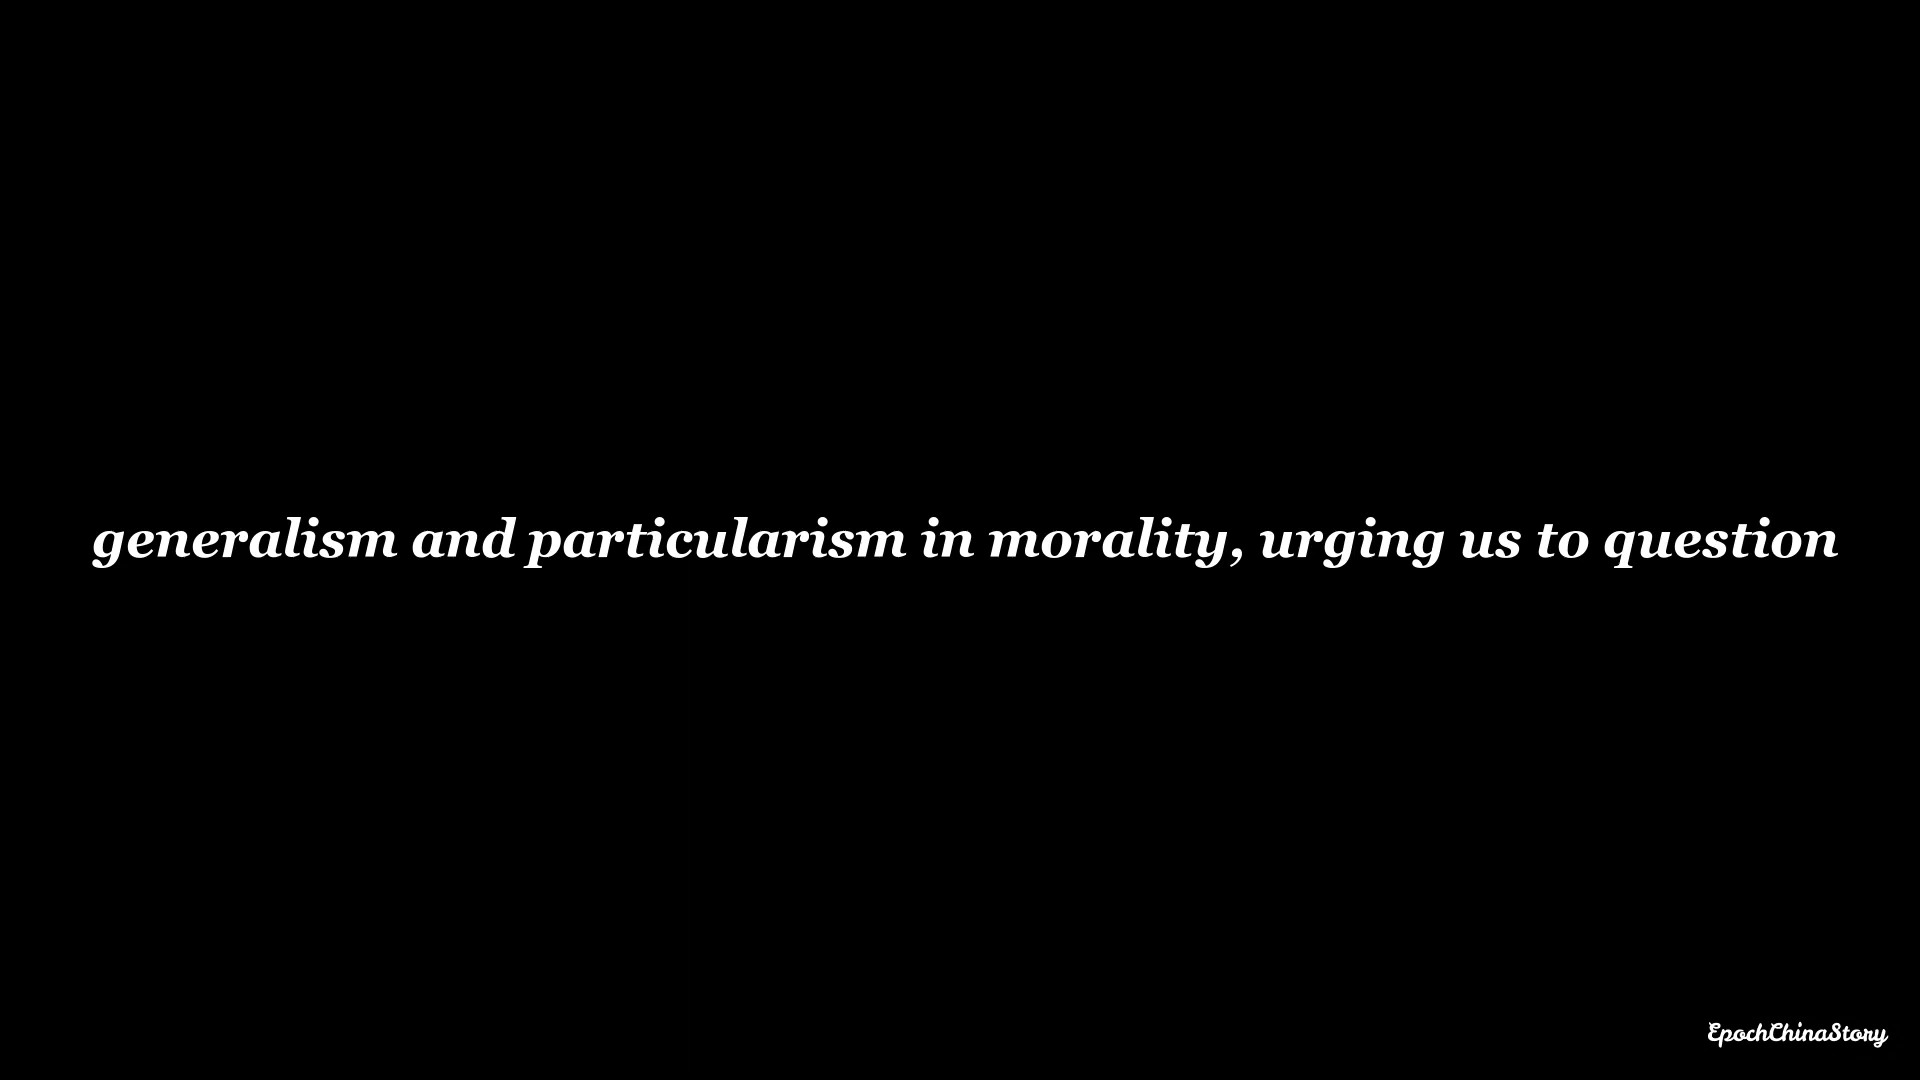 generalism and particularism in morality, urging us to question
EpochChinaStory